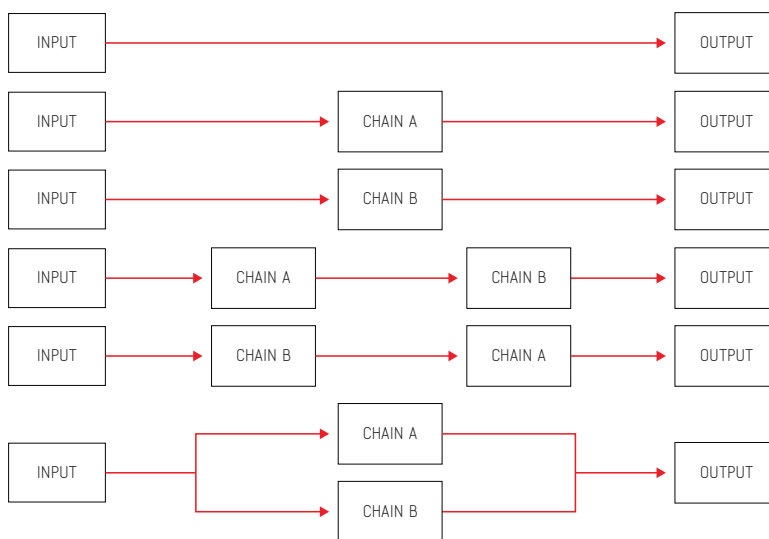 INPUT OUTPUT
INPUT CHAIN A OUTPUT
INPUT CHAIN B OUTPUT
INPUT CHAIN A CHAIN B OUTPUT
INPUT CHAIN B CHAIN A OUTPUT
CHAIN A
INPUT OUTPUT
CHAIN B